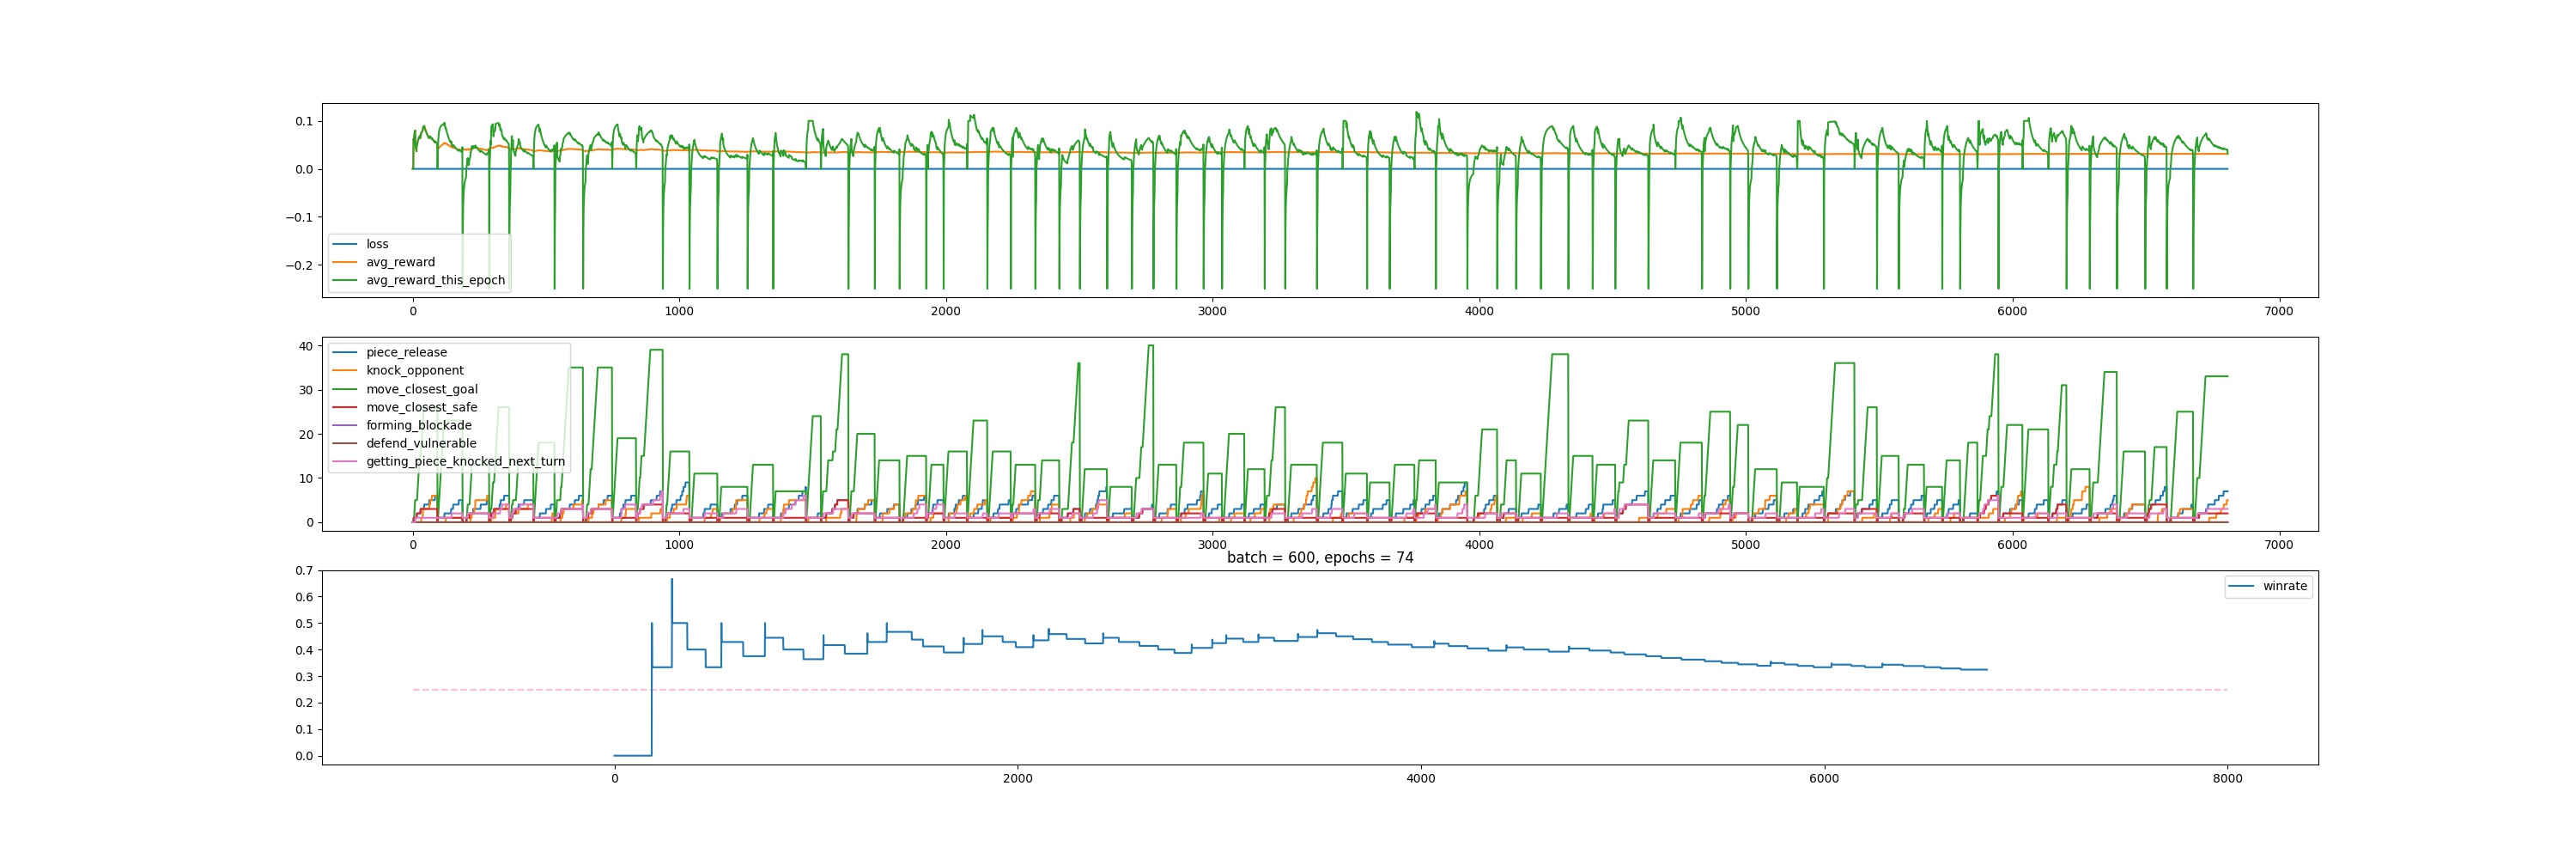 0.1
0.0
−0.1
−0.2
loss
avg_reward
avg_reward_this_epoch
0 1000 2000 3000 4000 5000 6000 7000
40
30
20
10
0
piece_release
knock_opponent
move_closest_goal
move_closest_safe
forming_blockade
defend_vulnerable
getting_piece_knocked_next_turn
0 1000 2000 3000 4000 5000 6000 7000
batch = 600, epochs = 74
0.7
0.6
0.5
0.4
0.3
0.2
0.1
0.0
winrate
0 2000 4000 6000 8000